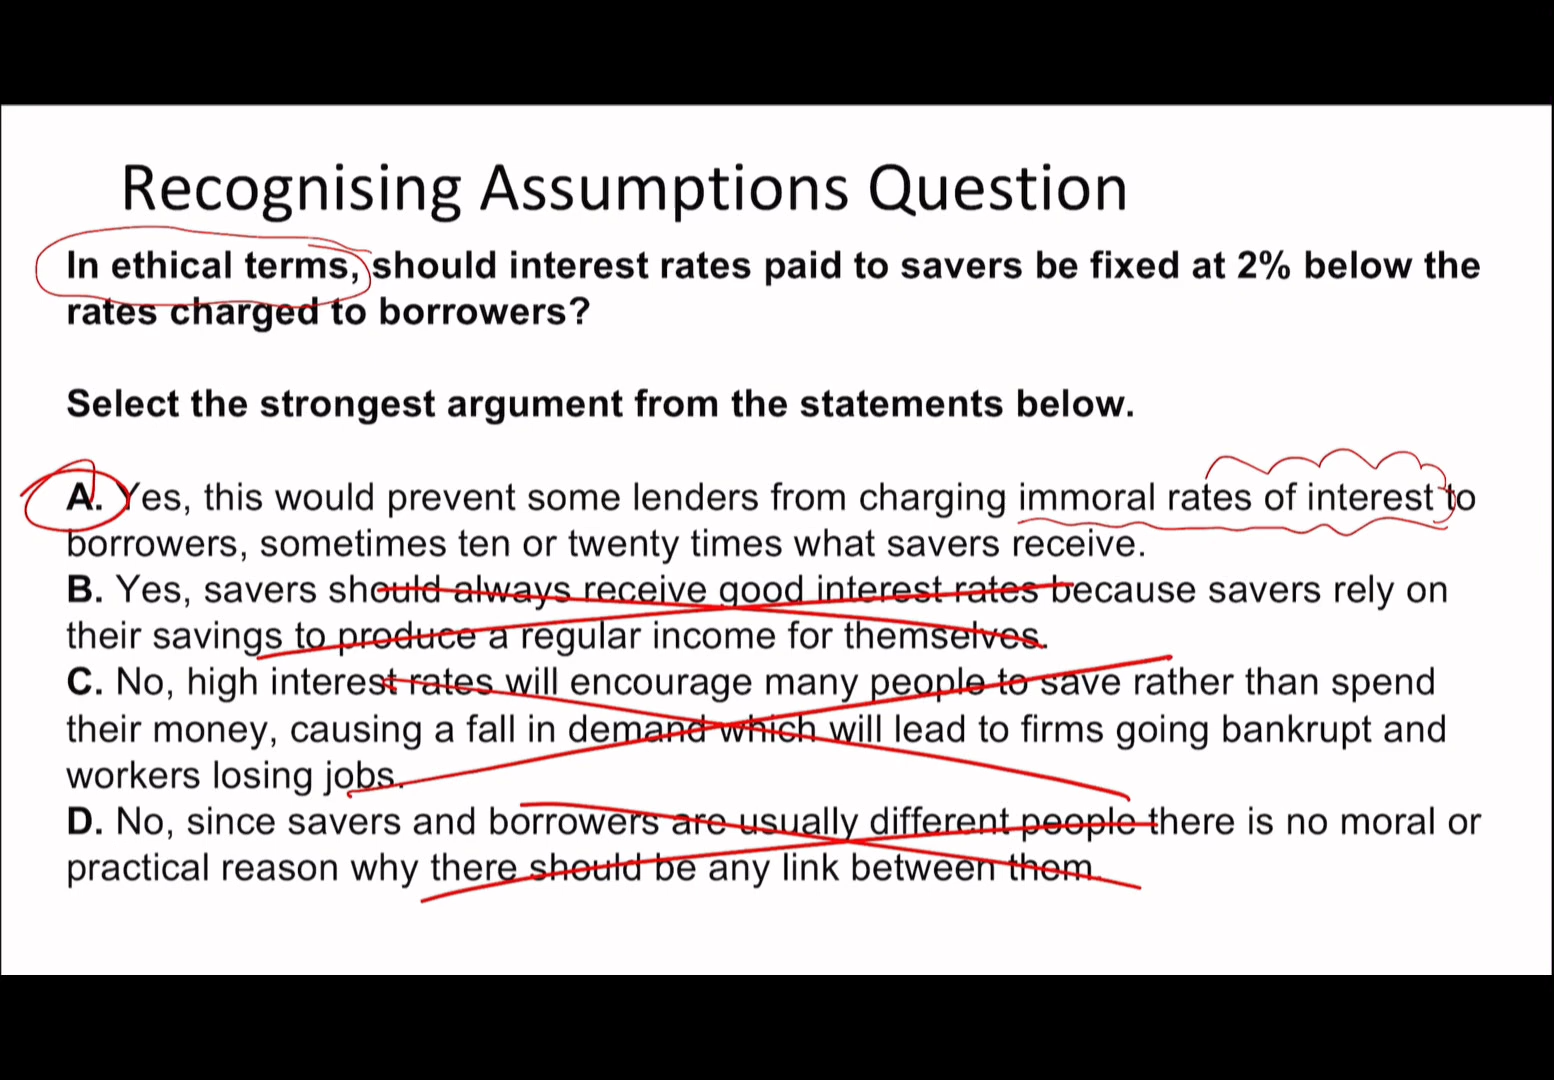 Recognising Assumptions Question
In ethical terms, should interest rates paid to savers be fixed at 2% below the
rates charged to borrowers?
Select the strongest argument from the statements below.
A. Yes, this would prevent some lenders from charging immoral rates of interest to
borrowers, sometimes ten or twenty times what savers receive.
B. Yes, savers should always receive good interest rates because savers rely on
their savings to produce a regular income for themselves.
C. No, high interest rates will encourage many people to save rather than spend
their money, causing a fall in demand which will lead to firms going bankrupt and
workers losing jobs.
D. No, since savers and borrowers are usually different people there is no moral or
practical reason why there should be any link between them.